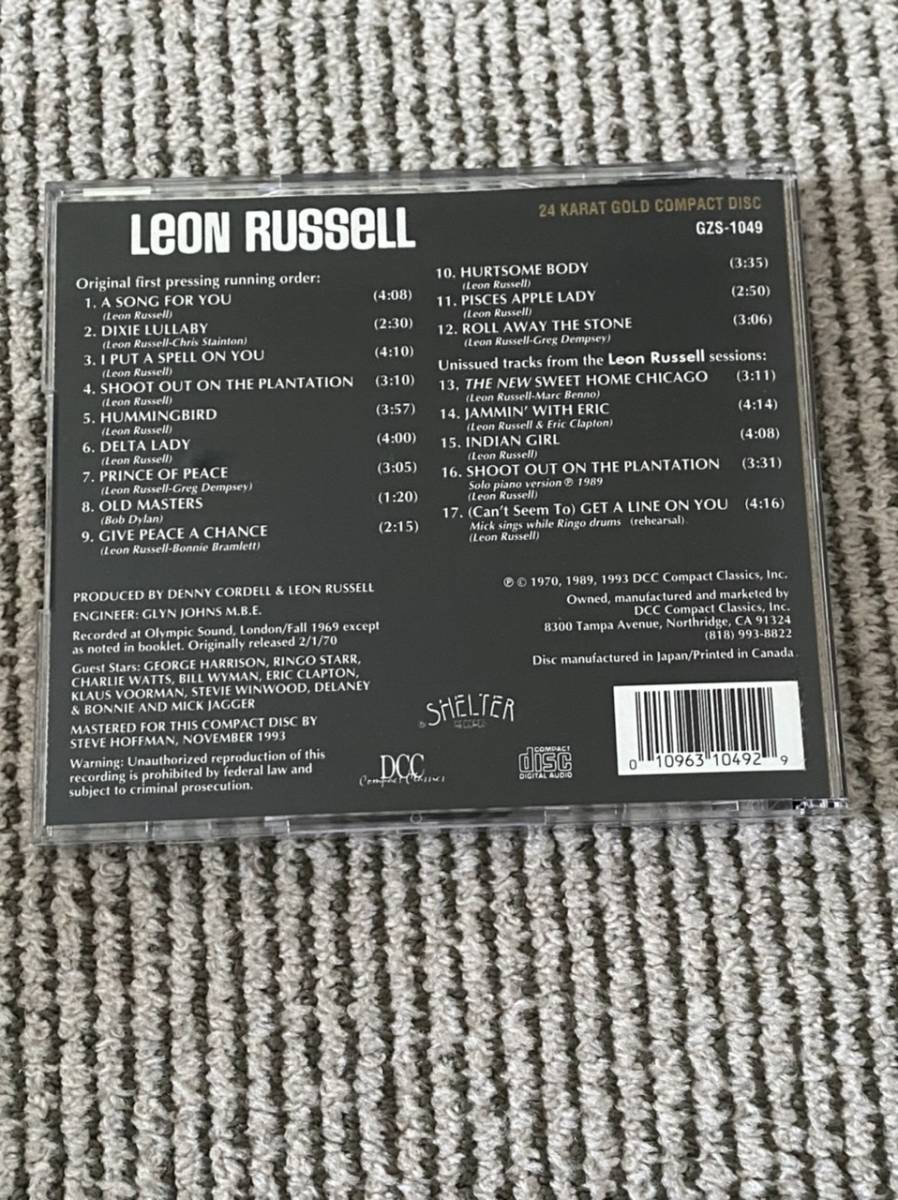 LEON RUSSELL
24 KARAT GOLD COMPACT DISC
GZS-1049
Original first pressing running order:
1. A SONG FOR YOU (4:08)
(Leon Russell)
2. DIXIE LULLABY (2:30)
(Leon Russell-Chris Stainton)
3. I PUT A SPELL ON YOU (4:10)
(Leon Russell)
4. SHOOT OUT ON THE PLANTATION (3:10)
(Leon Russell)
5. HUMMINGBIRD (3:57)
(Leon Russell)
6. DELTA LADY (4:00)
(Leon Russell)
7. PRINCE OF PEACE (3:05)
(Leon Russell-Greg Dempsey)
8. OLD MASTERS (1:20)
(Bob Dylan)
9. GIVE PEACE A CHANCE (2:15)
(Leon Russell-Bonnie Bramlett)
10. HURTSOME BODY (3:35)
(Leon Russell)
11. PISCES APPLE LADY (2:50)
(Leon Russell)
12. ROLL AWAY THE STONE (3:06)
(Leon Russell-Greg Dempsey)
Unissued tracks from the Leon Russell sessions:
13. THE NEW SWEET HOME CHICAGO (3:11)
(Leon Russell-Marc Benno)
14. JAMMIN' WITH ERIC (4:14)
(Leon Russell & Eric Clapton)
15. INDIAN GIRL (4:08)
(Leon Russell)
16. SHOOT OUT ON THE PLANTATION (3:31)
Solo piano version ℗ 1989
(Leon Russell)
17. (Can't Seem To) GET A LINE ON YOU (4:16)
Mick sings while Ringo drums (rehearsal)
(Leon Russell)
PRODUCED BY DENNY CORDELL & LEON RUSSELL
ENGINEER: GLYN JOHNS M.B.E.
Recorded at Olympic Sound, London/Fall 1969 except
as noted in booklet. Originally released 2/1/70
Guest Stars: GEORGE HARRISON, RINGO STARR,
CHARLIE WATTS, BILL WYMAN, ERIC CLAPTON,
KLAUS VOORMAN, STEVIE WINWOOD, DELANEY
& BONNIE AND MICK JAGGER
MASTERED FOR THIS COMPACT DISC BY
STEVE HOFFMAN, NOVEMBER 1993
Warning: Unauthorized reproduction of this
recording is prohibited by federal law and
subject to criminal prosecution.
℗ © 1970, 1989, 1993 DCC Compact Classics, Inc.
Owned, manufactured and marketed by
DCC Compact Classics, Inc.
8300 Tampa Avenue, Northridge, CA 91324
(818) 993-8822
Disc manufactured in Japan/Printed in Canada.
SHELTER
RECORDS
DCC
Compact Classics
COMPACT
disc
DIGITAL AUDIO
0 10963 10492 9